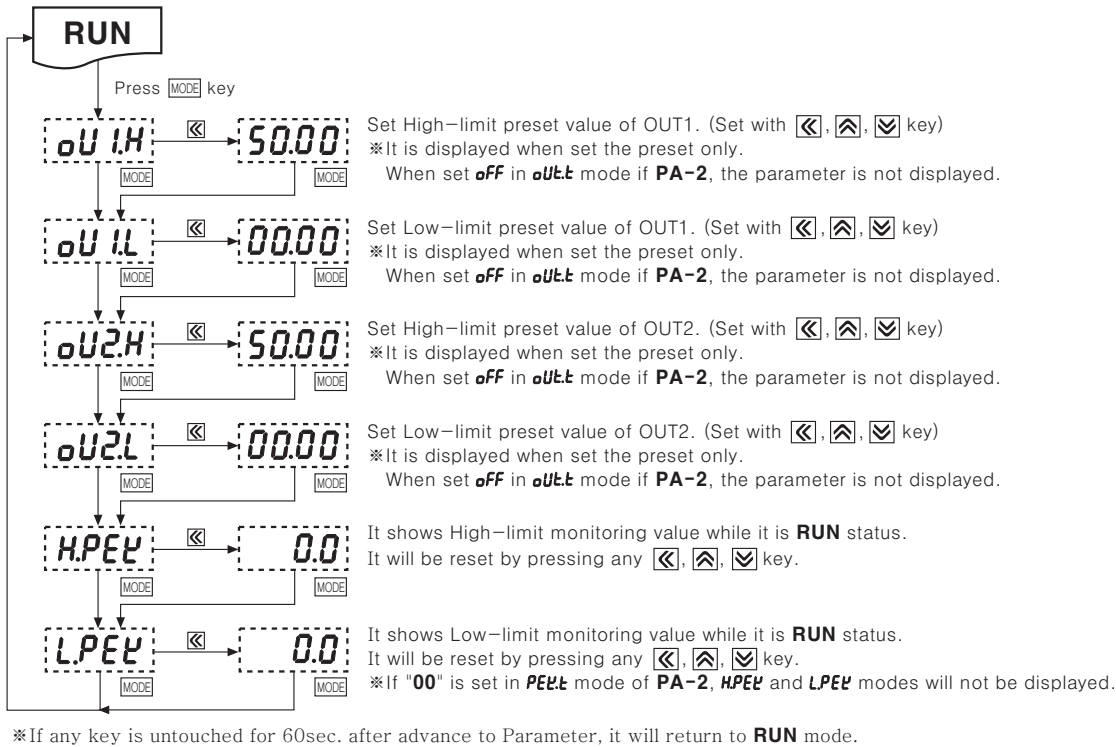 RUN
Press MODE key
oU1.H
50.00
MODE
MODE
Set High-limit preset value of OUT1. (Set with , , key)
※It is displayed when set the preset only.
When set oFF in oUt.t mode if PA-2, the parameter is not displayed.
oU1.L
00.00
MODE
MODE
Set Low-limit preset value of OUT1. (Set with , , key)
※It is displayed when set the preset only.
When set oFF in oUt.t mode if PA-2, the parameter is not displayed.
oU2.H
50.00
MODE
MODE
Set High-limit preset value of OUT2. (Set with , , key)
※It is displayed when set the preset only.
When set oFF in oUt.t mode if PA-2, the parameter is not displayed.
oU2.L
00.00
MODE
MODE
Set Low-limit preset value of OUT2. (Set with , , key)
※It is displayed when set the preset only.
When set oFF in oUt.t mode if PA-2, the parameter is not displayed.
H.PEK
0.0
MODE
MODE
It shows High-limit monitoring value while it is RUN status.
It will be reset by pressing any , , key.
L.PEK
0.0
MODE
MODE
It shows Low-limit monitoring value while it is RUN status.
It will be reset by pressing any , , key.
※If "00" is set in PEK.t mode of PA-2, H.PEK and L.PEK modes will not be displayed.
※If any key is untouched for 60sec. after advance to Parameter, it will return to RUN mode.